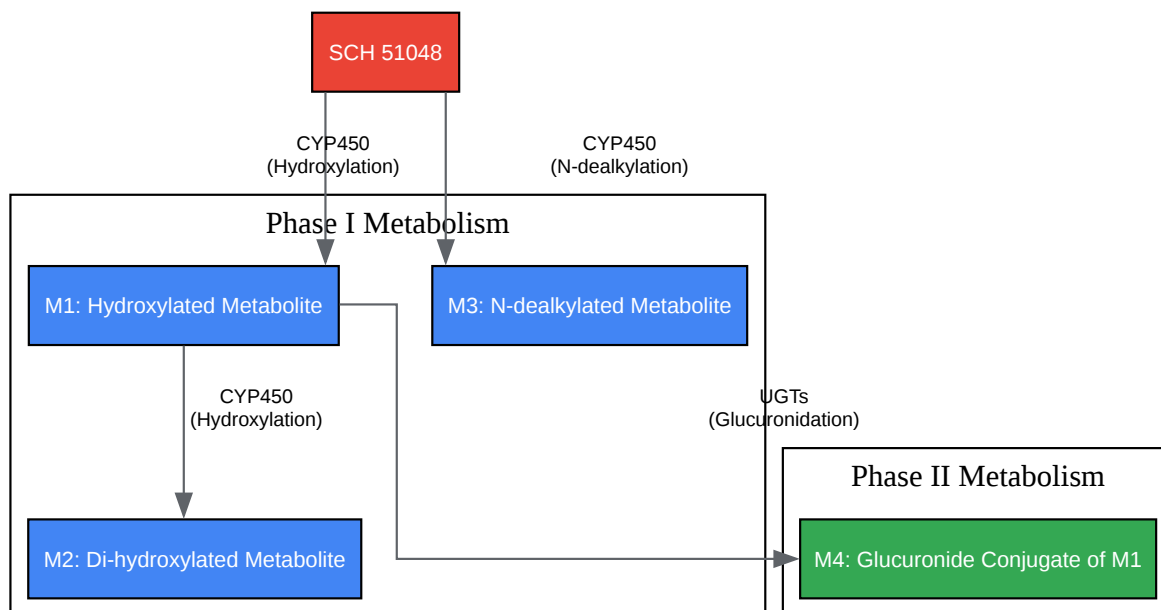 SCH 51048
CYP450
(Hydroxylation)
CYP450
(N-dealkylation)
Phase I Metabolism
M1: Hydroxylated Metabolite
M3: N-dealkylated Metabolite
CYP450
(Hydroxylation)
UGTs
(Glucuronidation)
Phase II Metabolism
M2: Di-hydroxylated Metabolite
M4: Glucuronide Conjugate of M1